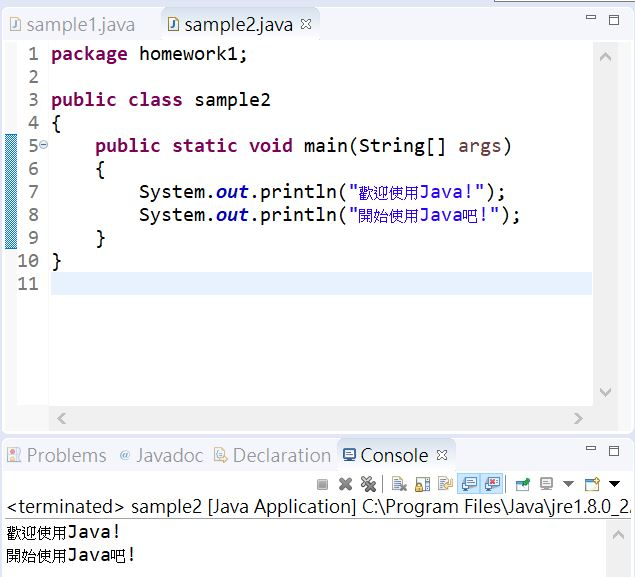 sample1.java sample2.java
1 package homework1;
2
3 public class sample2
4 {
5 public static void main(String[] args)
6 {
7 System.out.println("歡迎使用Java!");
8 System.out.println("開始使用Java吧!");
9 }
10 }
11
Problems @ Javadoc Declaration Console
<terminated> sample2 [Java Application] C:\Program Files\Java\jre1.8.0_2
歡迎使用Java!
開始使用Java吧!